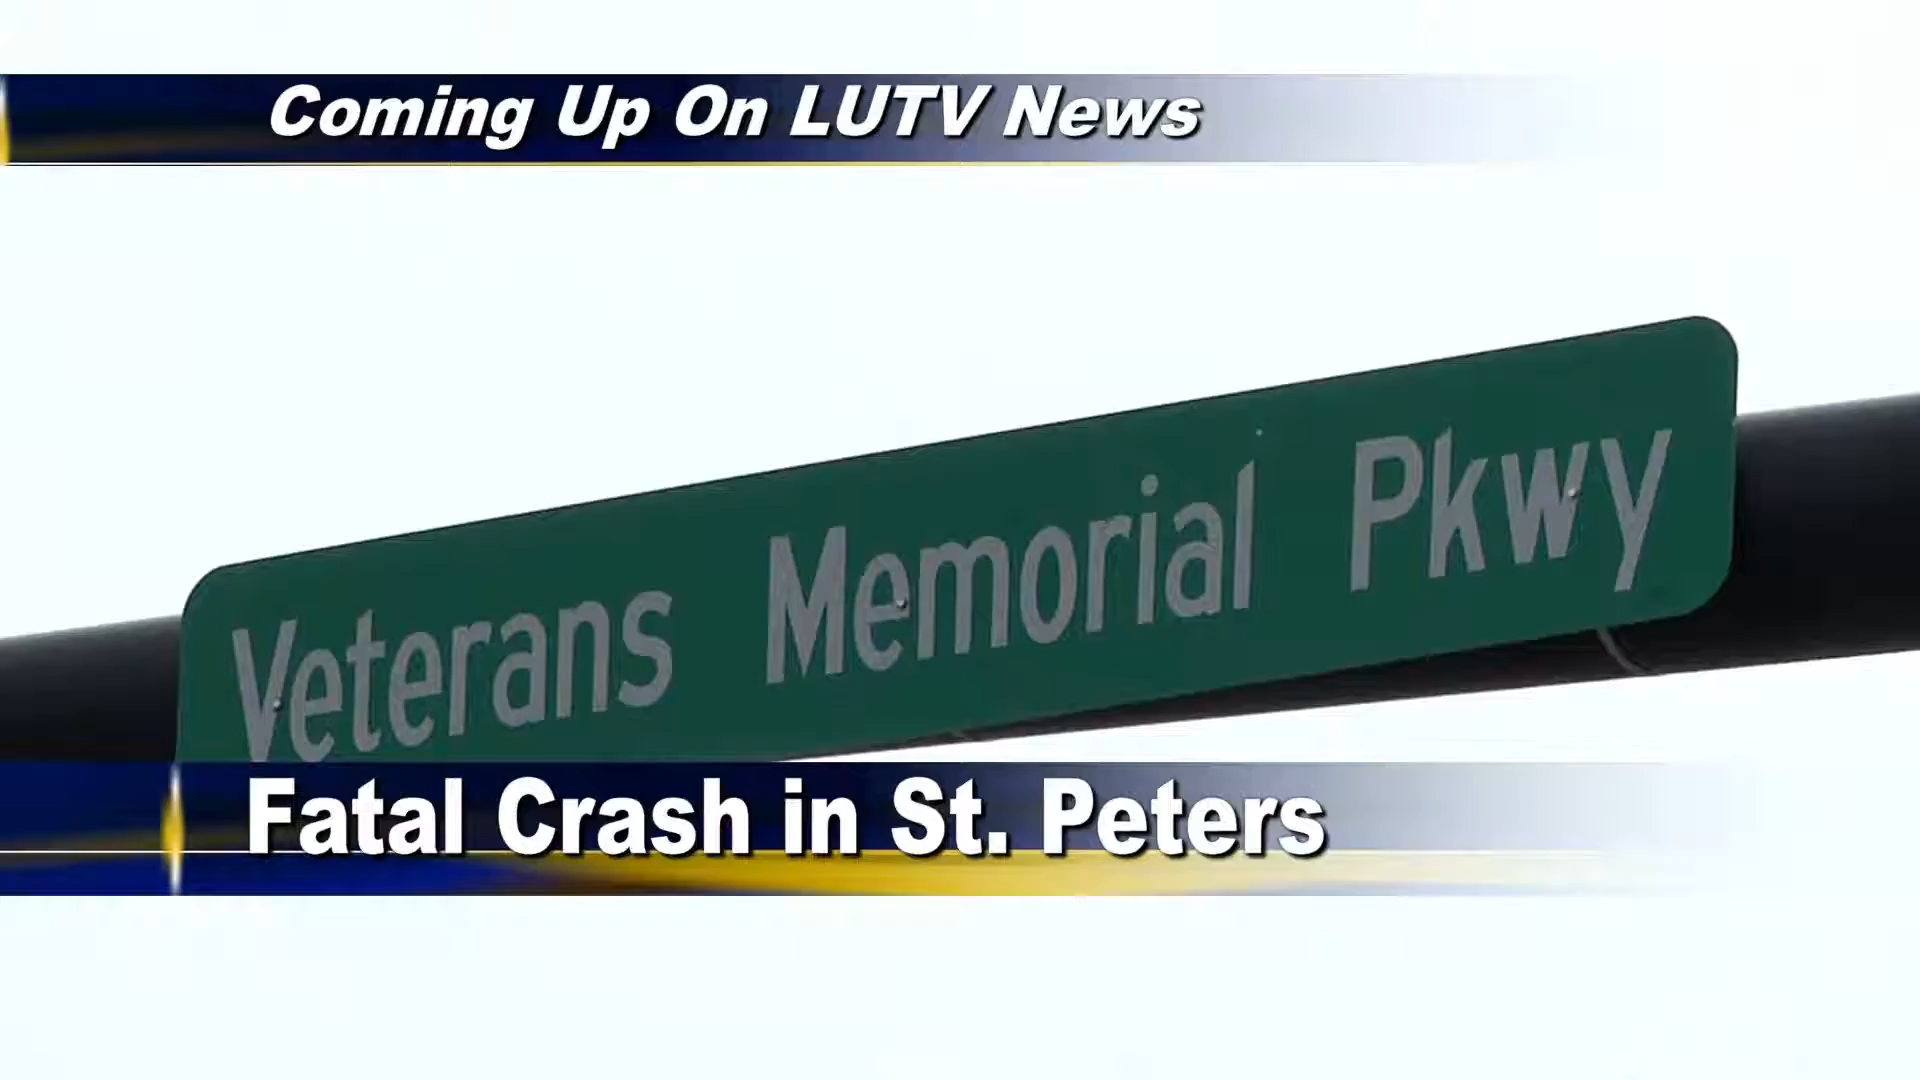 Coming Up On LUTV News
Veterans Memorial Pkwy
Fatal Crash in St. Peters